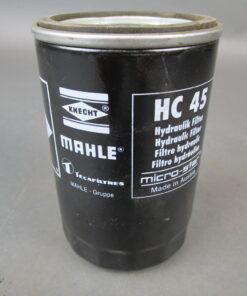 KNECHT
MAHLE
TECAFILTRES
MAHLE - Gruppe
HC 45
Hydraulik Filter
Hydraulic Filter
Filtre hydraulique
Filtro hydráulico
micro-star
Made in Austria